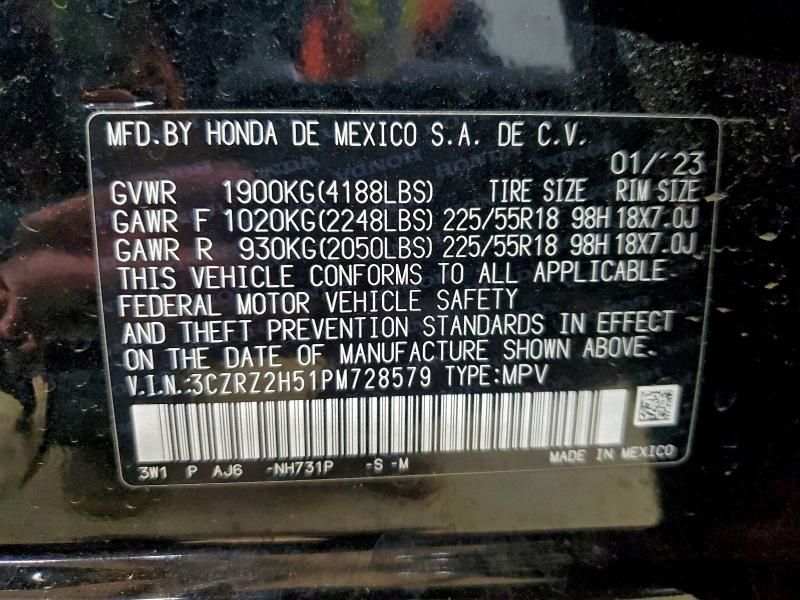 MFD.BY HONDA DE MEXICO S.A. DE C.V.
01/'23
GVWR 1900KG(4188LBS) TIRE SIZE RIM SIZE
GAWR F 1020KG(2248LBS) 225/55R18 98H 18X7.0J
GAWR R 930KG(2050LBS) 225/55R18 98H 18X7.0J
THIS VEHICLE CONFORMS TO ALL APPLICABLE
FEDERAL MOTOR VEHICLE SAFETY
AND THEFT PREVENTION STANDARDS IN EFFECT
ON THE DATE OF MANUFACTURE SHOWN ABOVE.
V.I.N.:3CZRZ2H51PM728579 TYPE:MPV
3W1 P AJ6 -NH731P -S -M
MADE IN MEXICO